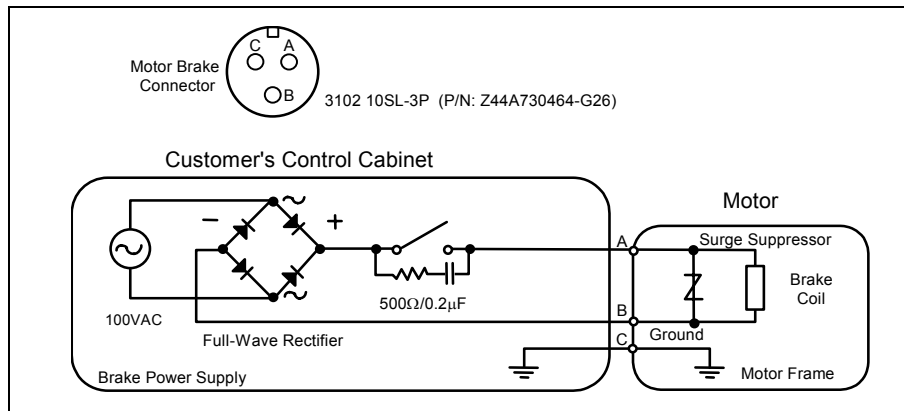 C A
Motor Brake
Connector
B
3102 10SL-3P (P/N: Z44A730464-G26)
Customer's Control Cabinet
Motor
~
− +
A
Surge Suppressor
~
Brake
Coil
~
500Ω/0.2μF
100VAC
B
Full-Wave Rectifier
Ground
C
Brake Power Supply
Motor Frame